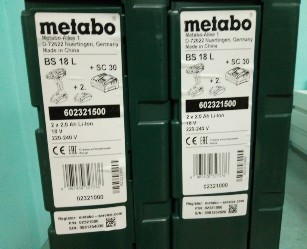 metabo
Metabo-Allee 1
D-72622 Nuertingen, Germany
Made in China
BS 18 L
+ SC 30
+ 2.
602321500
2 x 2.0 Ah Li-Ion
18 V
220-240 V
02321000
metabo
Metabo-Allee 1
D-72622 Nuertingen, Germany
Made in China
BS 18 L
+ SC 30
+ 2.
602321500
2 x 2.0 Ah Li-Ion
18 V
220-240 V
02321000